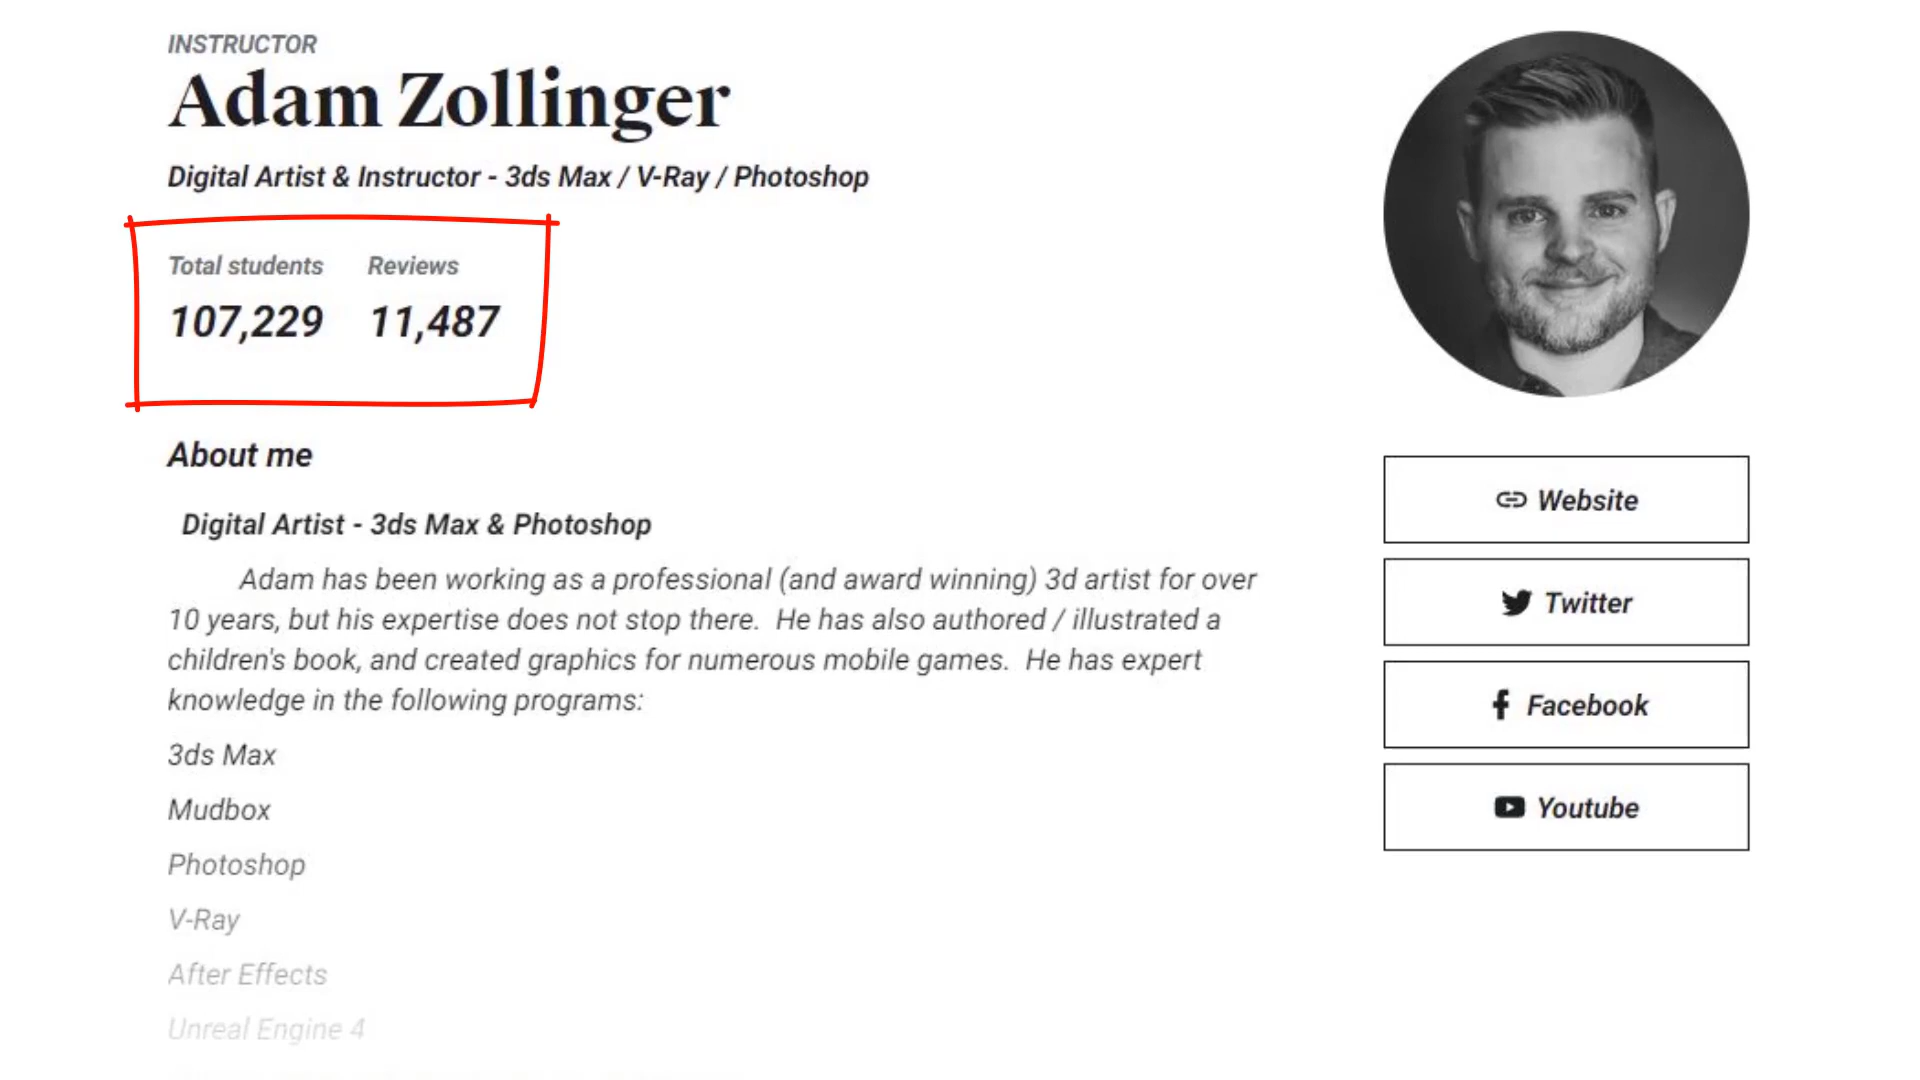 INSTRUCTOR
Adam Zollinger
Digital Artist & Instructor - 3ds Max / V-Ray / Photoshop
Total students Reviews
107,229 11,487
About me
Digital Artist - 3ds Max & Photoshop
Adam has been working as a professional (and award winning) 3d artist for over
10 years, but his expertise does not stop there. He has also authored / illustrated a
children's book, and created graphics for numerous mobile games. He has expert
knowledge in the following programs:
3ds Max
Mudbox
Photoshop
V-Ray
After Effects
Unreal Engine 4
Website
Twitter
Facebook
Youtube